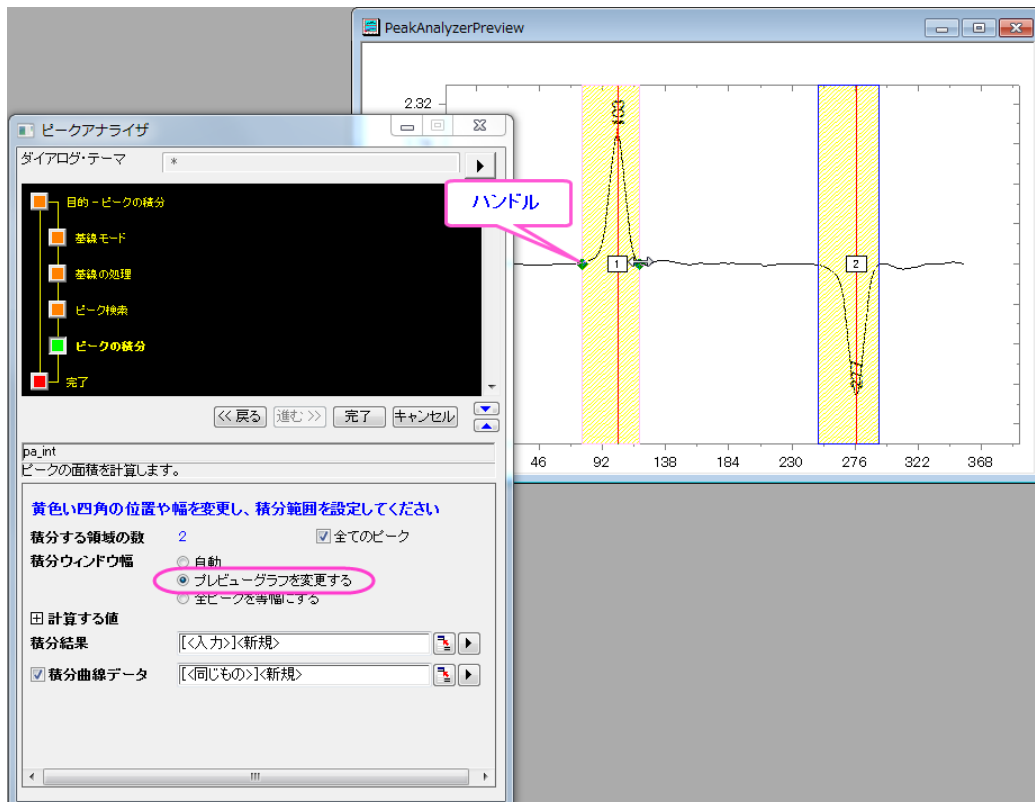 PeakAnalyzerPreview
2.32
ピークアナライザ
ダイアログ・テーマ
*
目的 - ピークの積分
基線モード
基線の処理
ピーク検索
ピークの積分
完了
ハンドル
1
2
46 92 138 184 230 276 322 368
<< 戻る 進む >> 完了 キャンセル
pa_int
ピークの面積を計算します。
黄色い四角の位置や幅を変更し、積分範囲を設定してください
積分する領域の数 2 全てのピーク
積分ウィンドウ幅 自動
プレビューグラフを変更する
全ピークを等幅にする
計算する値
積分結果 [<入力>]<新規>
積分曲線データ [<同じもの>]<新規>